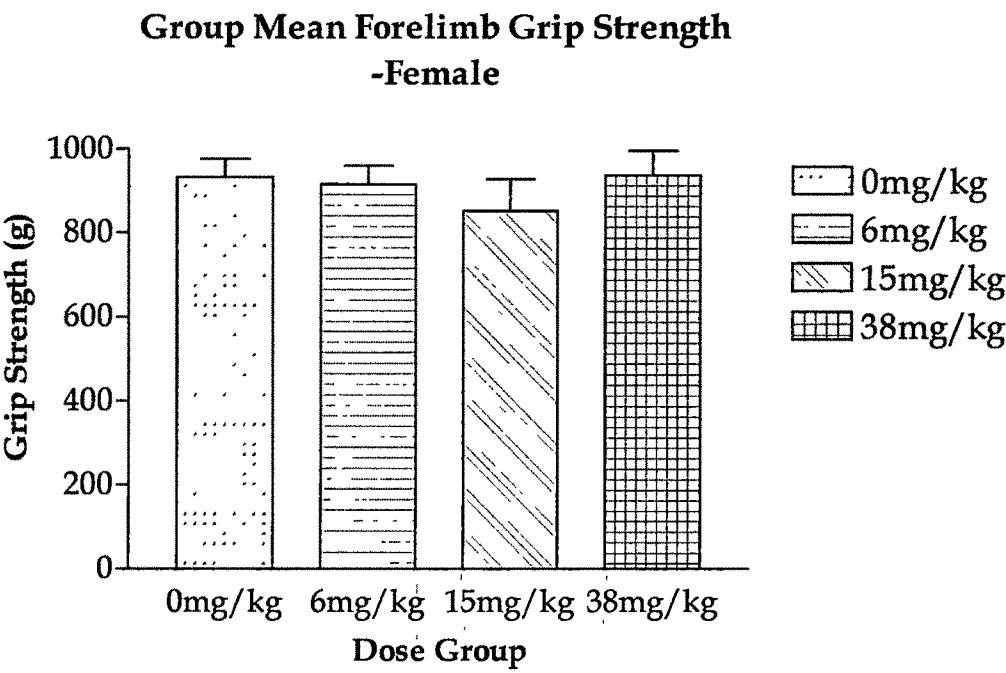 Group Mean Forelimb Grip Strength
-Female
Grip Strength (g)
1000
800
600
400
200
0
0mg/kg
6mg/kg
15mg/kg
38mg/kg
Dose Group
0mg/kg
6mg/kg
15mg/kg
38mg/kg